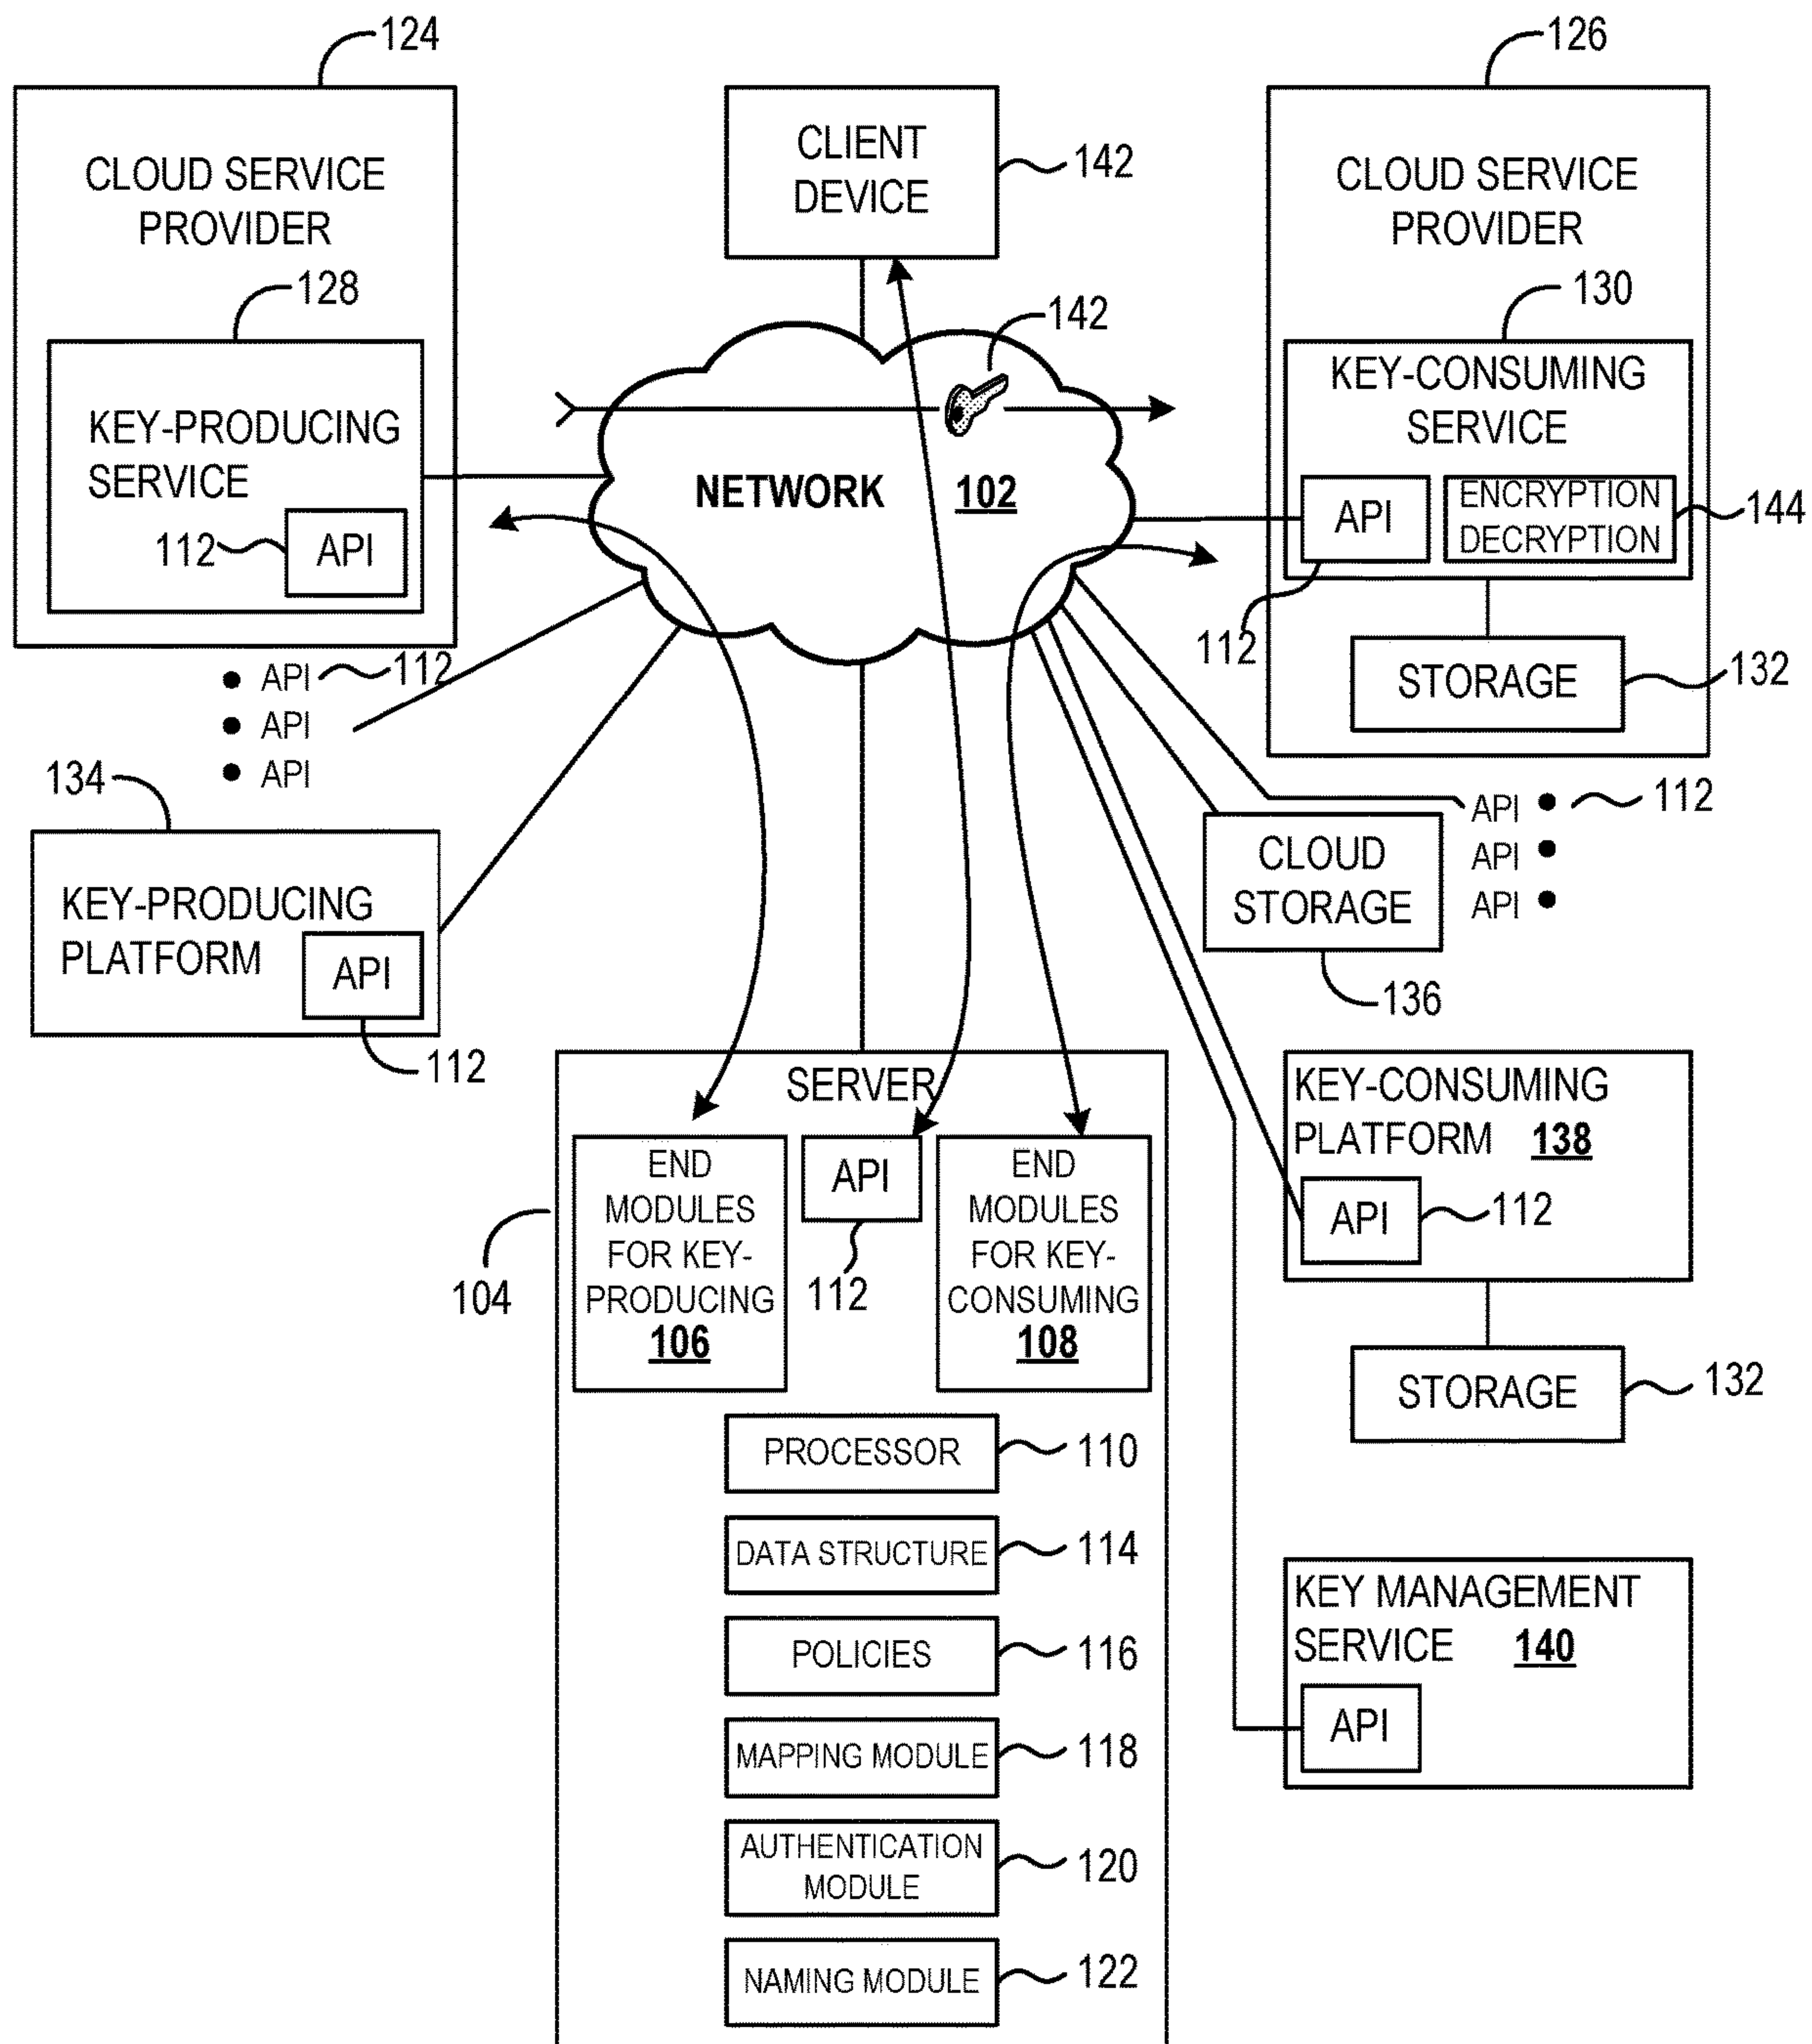 124
CLOUD SERVICE
PROVIDER
128
KEY-PRODUCING
SERVICE
112
API
API
112
API
API
134
KEY-PRODUCING
PLATFORM
API
112
CLIENT
DEVICE
142
142
NETWORK 102
126
CLOUD SERVICE
PROVIDER
130
KEY-CONSUMING
SERVICE
API
ENCRYPTION
DECRYPTION
144
112
STORAGE
132
API
112
API
API
CLOUD
STORAGE
136
KEY-CONSUMING
PLATFORM 138
API
112
STORAGE
132
KEY MANAGEMENT
SERVICE 140
API
SERVER
104
END
MODULES
FOR KEY-
PRODUCING
106
API
112
END
MODULES
FOR KEY-
CONSUMING
108
PROCESSOR
110
DATA STRUCTURE
114
POLICIES
116
MAPPING MODULE
118
AUTHENTICATION
MODULE
120
NAMING MODULE
122